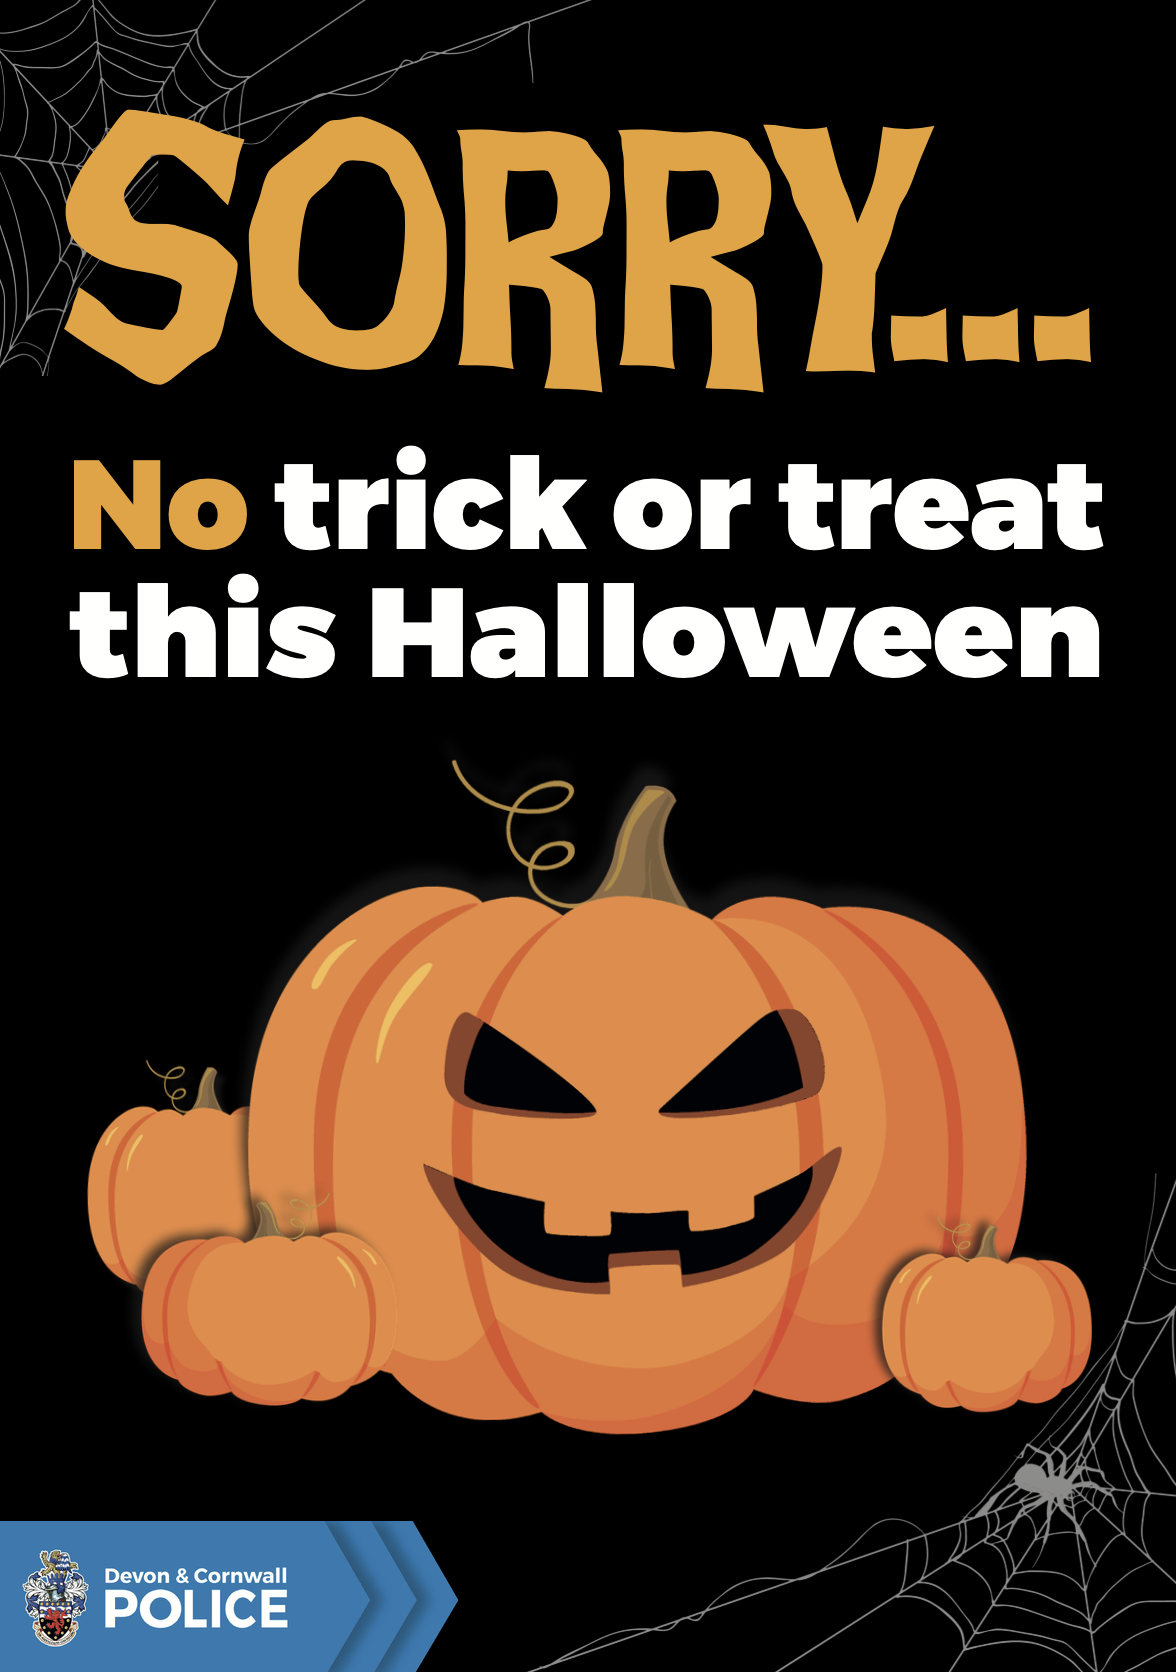 SORRY...
No trick or treat
this Halloween
Devon & Cornwall
POLICE